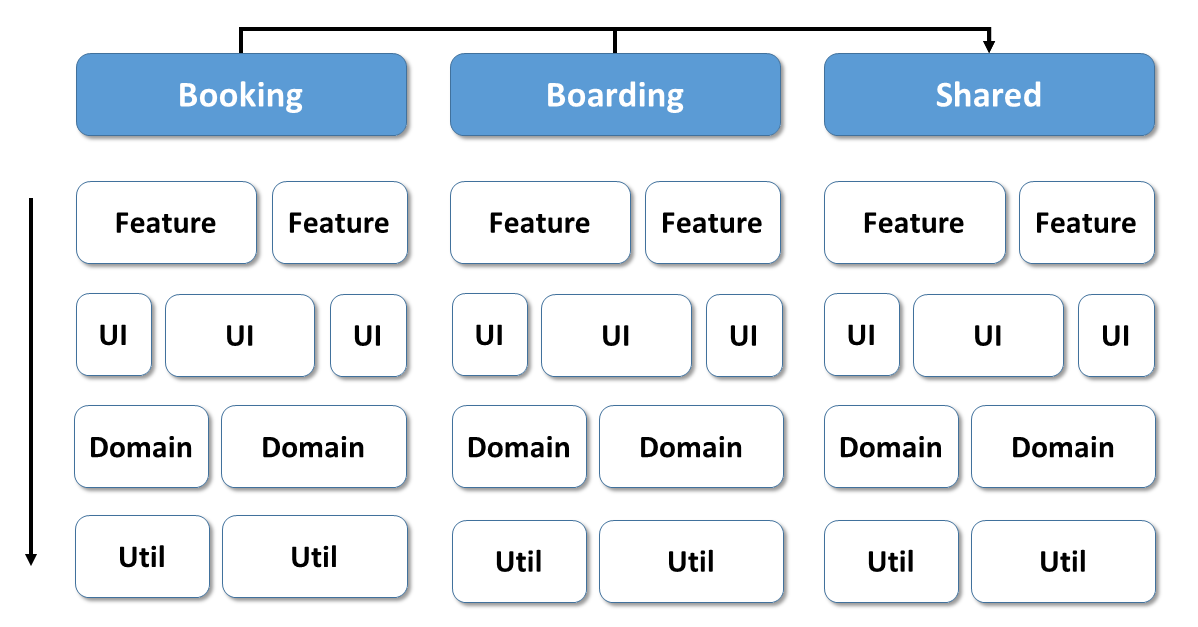 Booking Boarding Shared
Feature Feature Feature Feature Feature Feature
UI UI UI UI UI UI UI UI UI
Domain Domain Domain Domain Domain Domain
Util Util Util Util Util Util